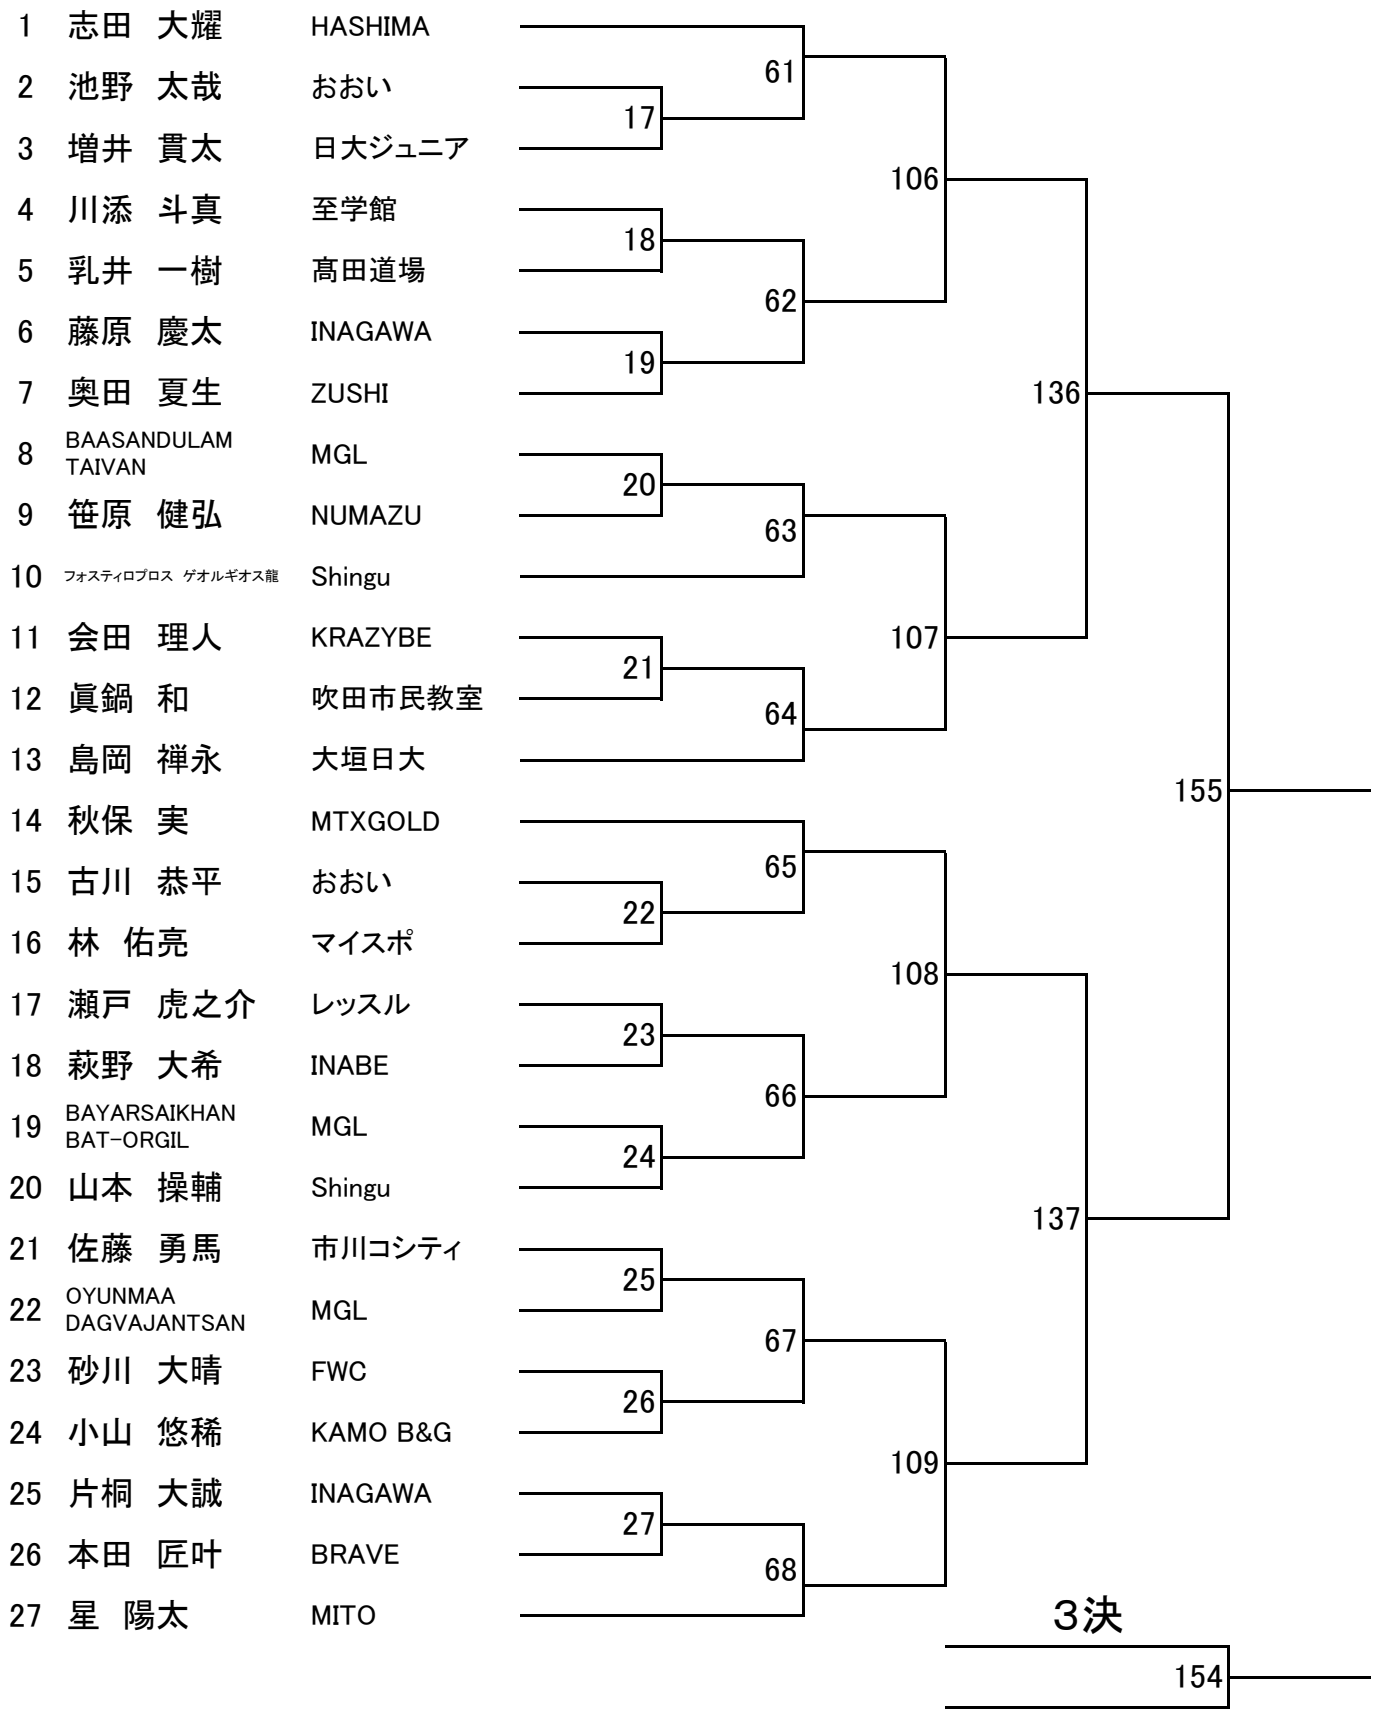 1 志田 大耀 HASHIMA
61
2 池野 太哉 おおい
17
3 増井 貫太 日大ジュニア
106
4 川添 斗真 至学館
18
5 乳井 一樹 髙田道場
62
6 藤原 慶太 INAGAWA
19
7 奥田 夏生 ZUSHI
136
8 BAASANDULAM
TAIVAN MGL
20
9 笹原 健弘 NUMAZU
63
10 フォスティロプロス ゲオルギオス龍 Shingu
11 会田 理人 KRAZYBE
107
21
12 眞鍋 和 吹田市民教室
64
13 島岡 禅永 大垣日大
155
14 秋保 実 MTXGOLD
65
15 古川 恭平 おおい
22
16 林 佑亮 マイスポ
108
17 瀬戸 虎之介 レッスル
23
18 萩野 大希 INABE
66
19 BAYARSAIKHAN
BAT-ORGIL MGL
24
20 山本 操輔 Shingu
137
21 佐藤 勇馬 市川コシティ
25
22 OYUNMAA
DAGVAJANTSAN MGL
67
23 砂川 大晴 FWC
26
24 小山 悠稀 KAMO B&G
109
25 片桐 大誠 INAGAWA
27
26 本田 匠叶 BRAVE
68
27 星 陽太 MITO
3決
154